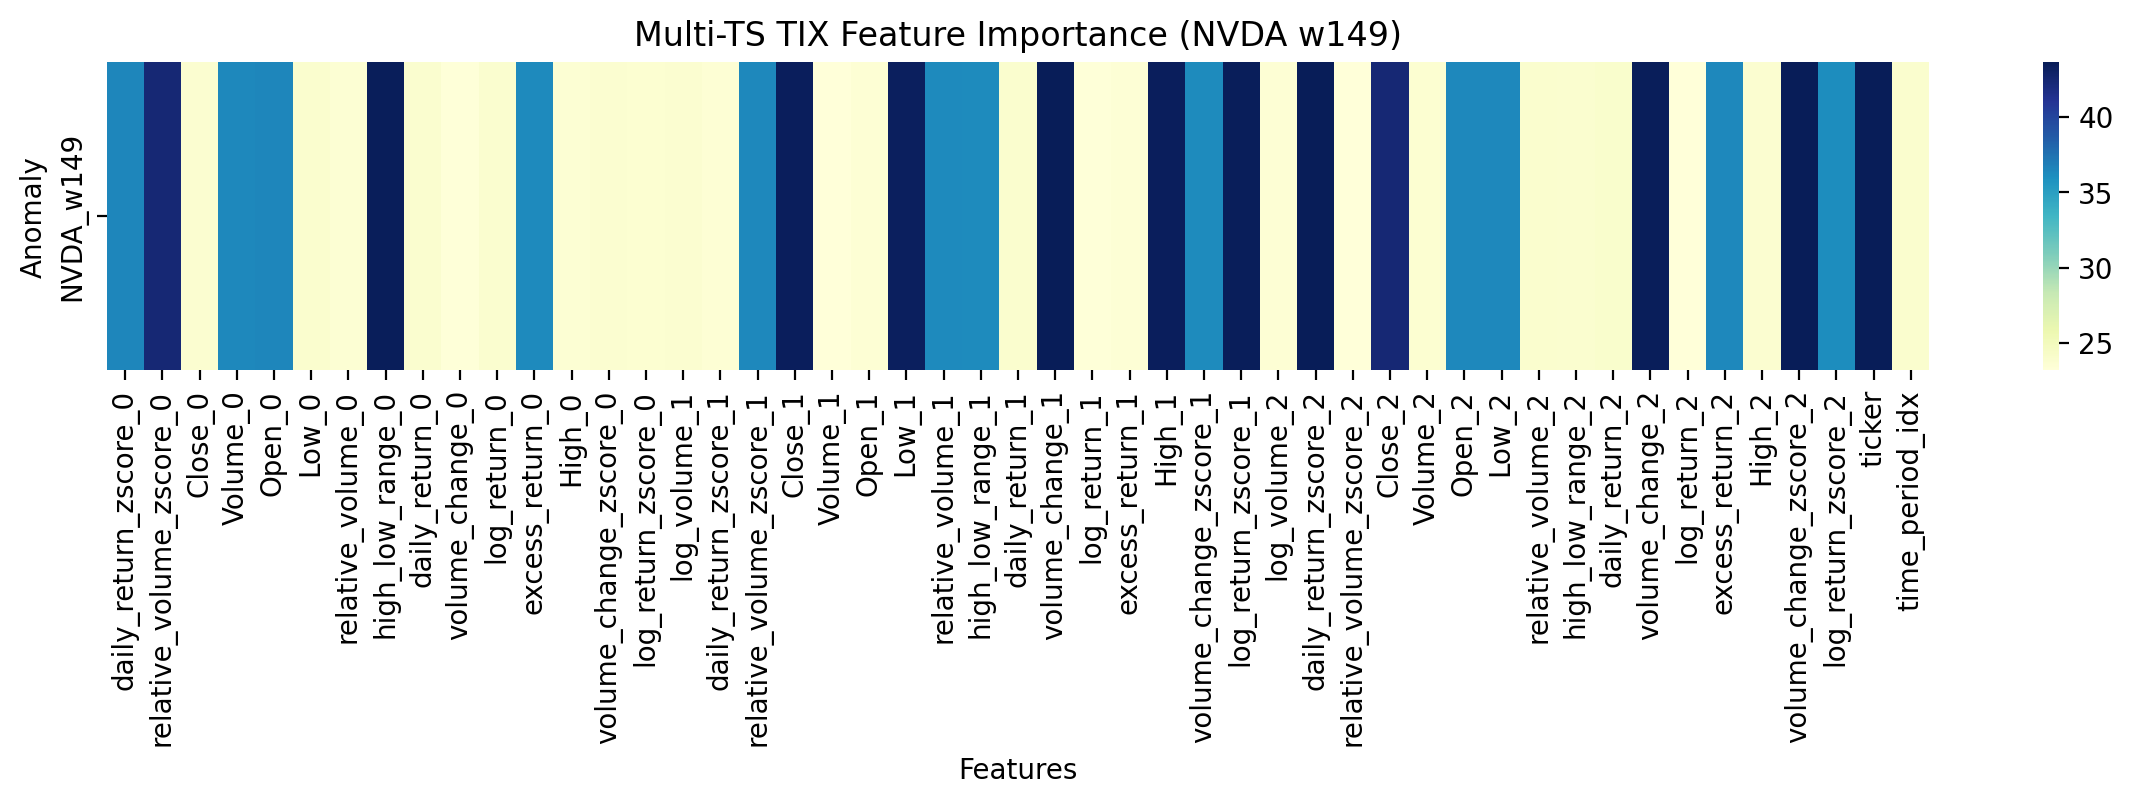 Multi-TS TIX Feature Importance (NVDA w149)
Anomaly
NVDA_w149
40
35
30
25
daily_return_zscore_0
relative_volume_zscore_0
Close_0
Volume_0
Open_0
Low_0
relative_volume_0
high_low_range_0
daily_return_0
volume_change_0
log_return_0
excess_return_0
High_0
volume_change_zscore_0
log_return_zscore_0
log_volume_1
daily_return_zscore_1
relative_volume_zscore_1
Close_1
Volume_1
Open_1
Low_1
relative_volume_1
high_low_range_1
daily_return_1
volume_change_1
log_return_1
excess_return_1
High_1
volume_change_zscore_1
log_return_zscore_1
log_volume_2
daily_return_zscore_2
relative_volume_zscore_2
Close_2
Volume_2
Open_2
Low_2
relative_volume_2
high_low_range_2
daily_return_2
volume_change_2
log_return_2
excess_return_2
High_2
volume_change_zscore_2
log_return_zscore_2
ticker
time_period_idx
Features